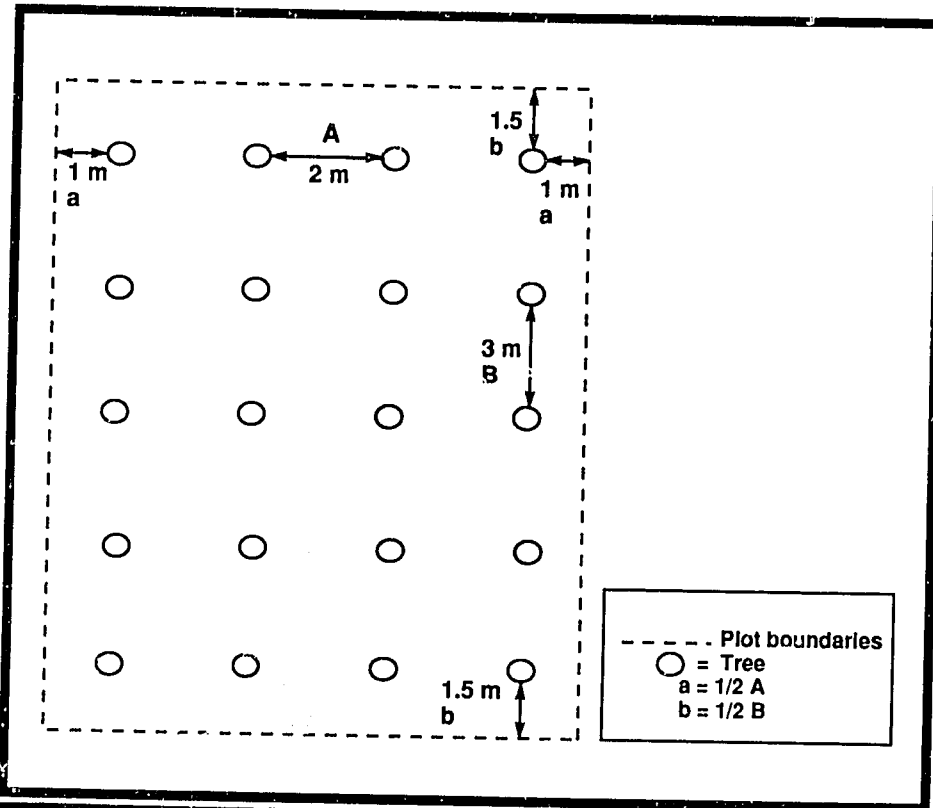 A
2 m
1 m
a
1.5
b
1 m
a
3 m
B
1.5 m
b
- - - - - . Plot boundaries
= Tree
a = 1/2 A
b = 1/2 B